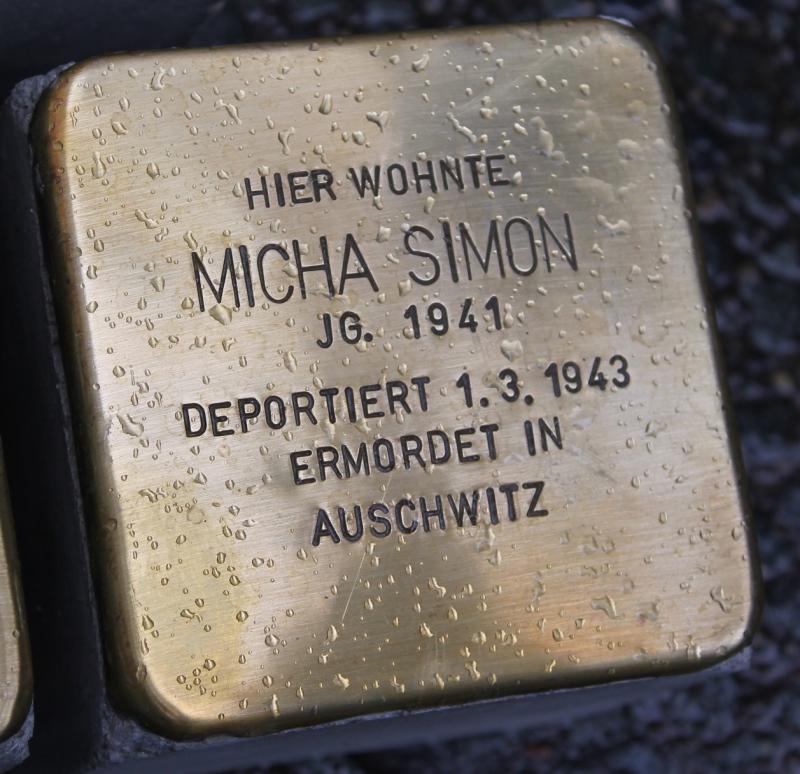 HIER WOHNTE
MICHA SIMON
JG. 1941
DEPORTIERT 1.3.1943
ERMORDET IN
AUSCHWITZ